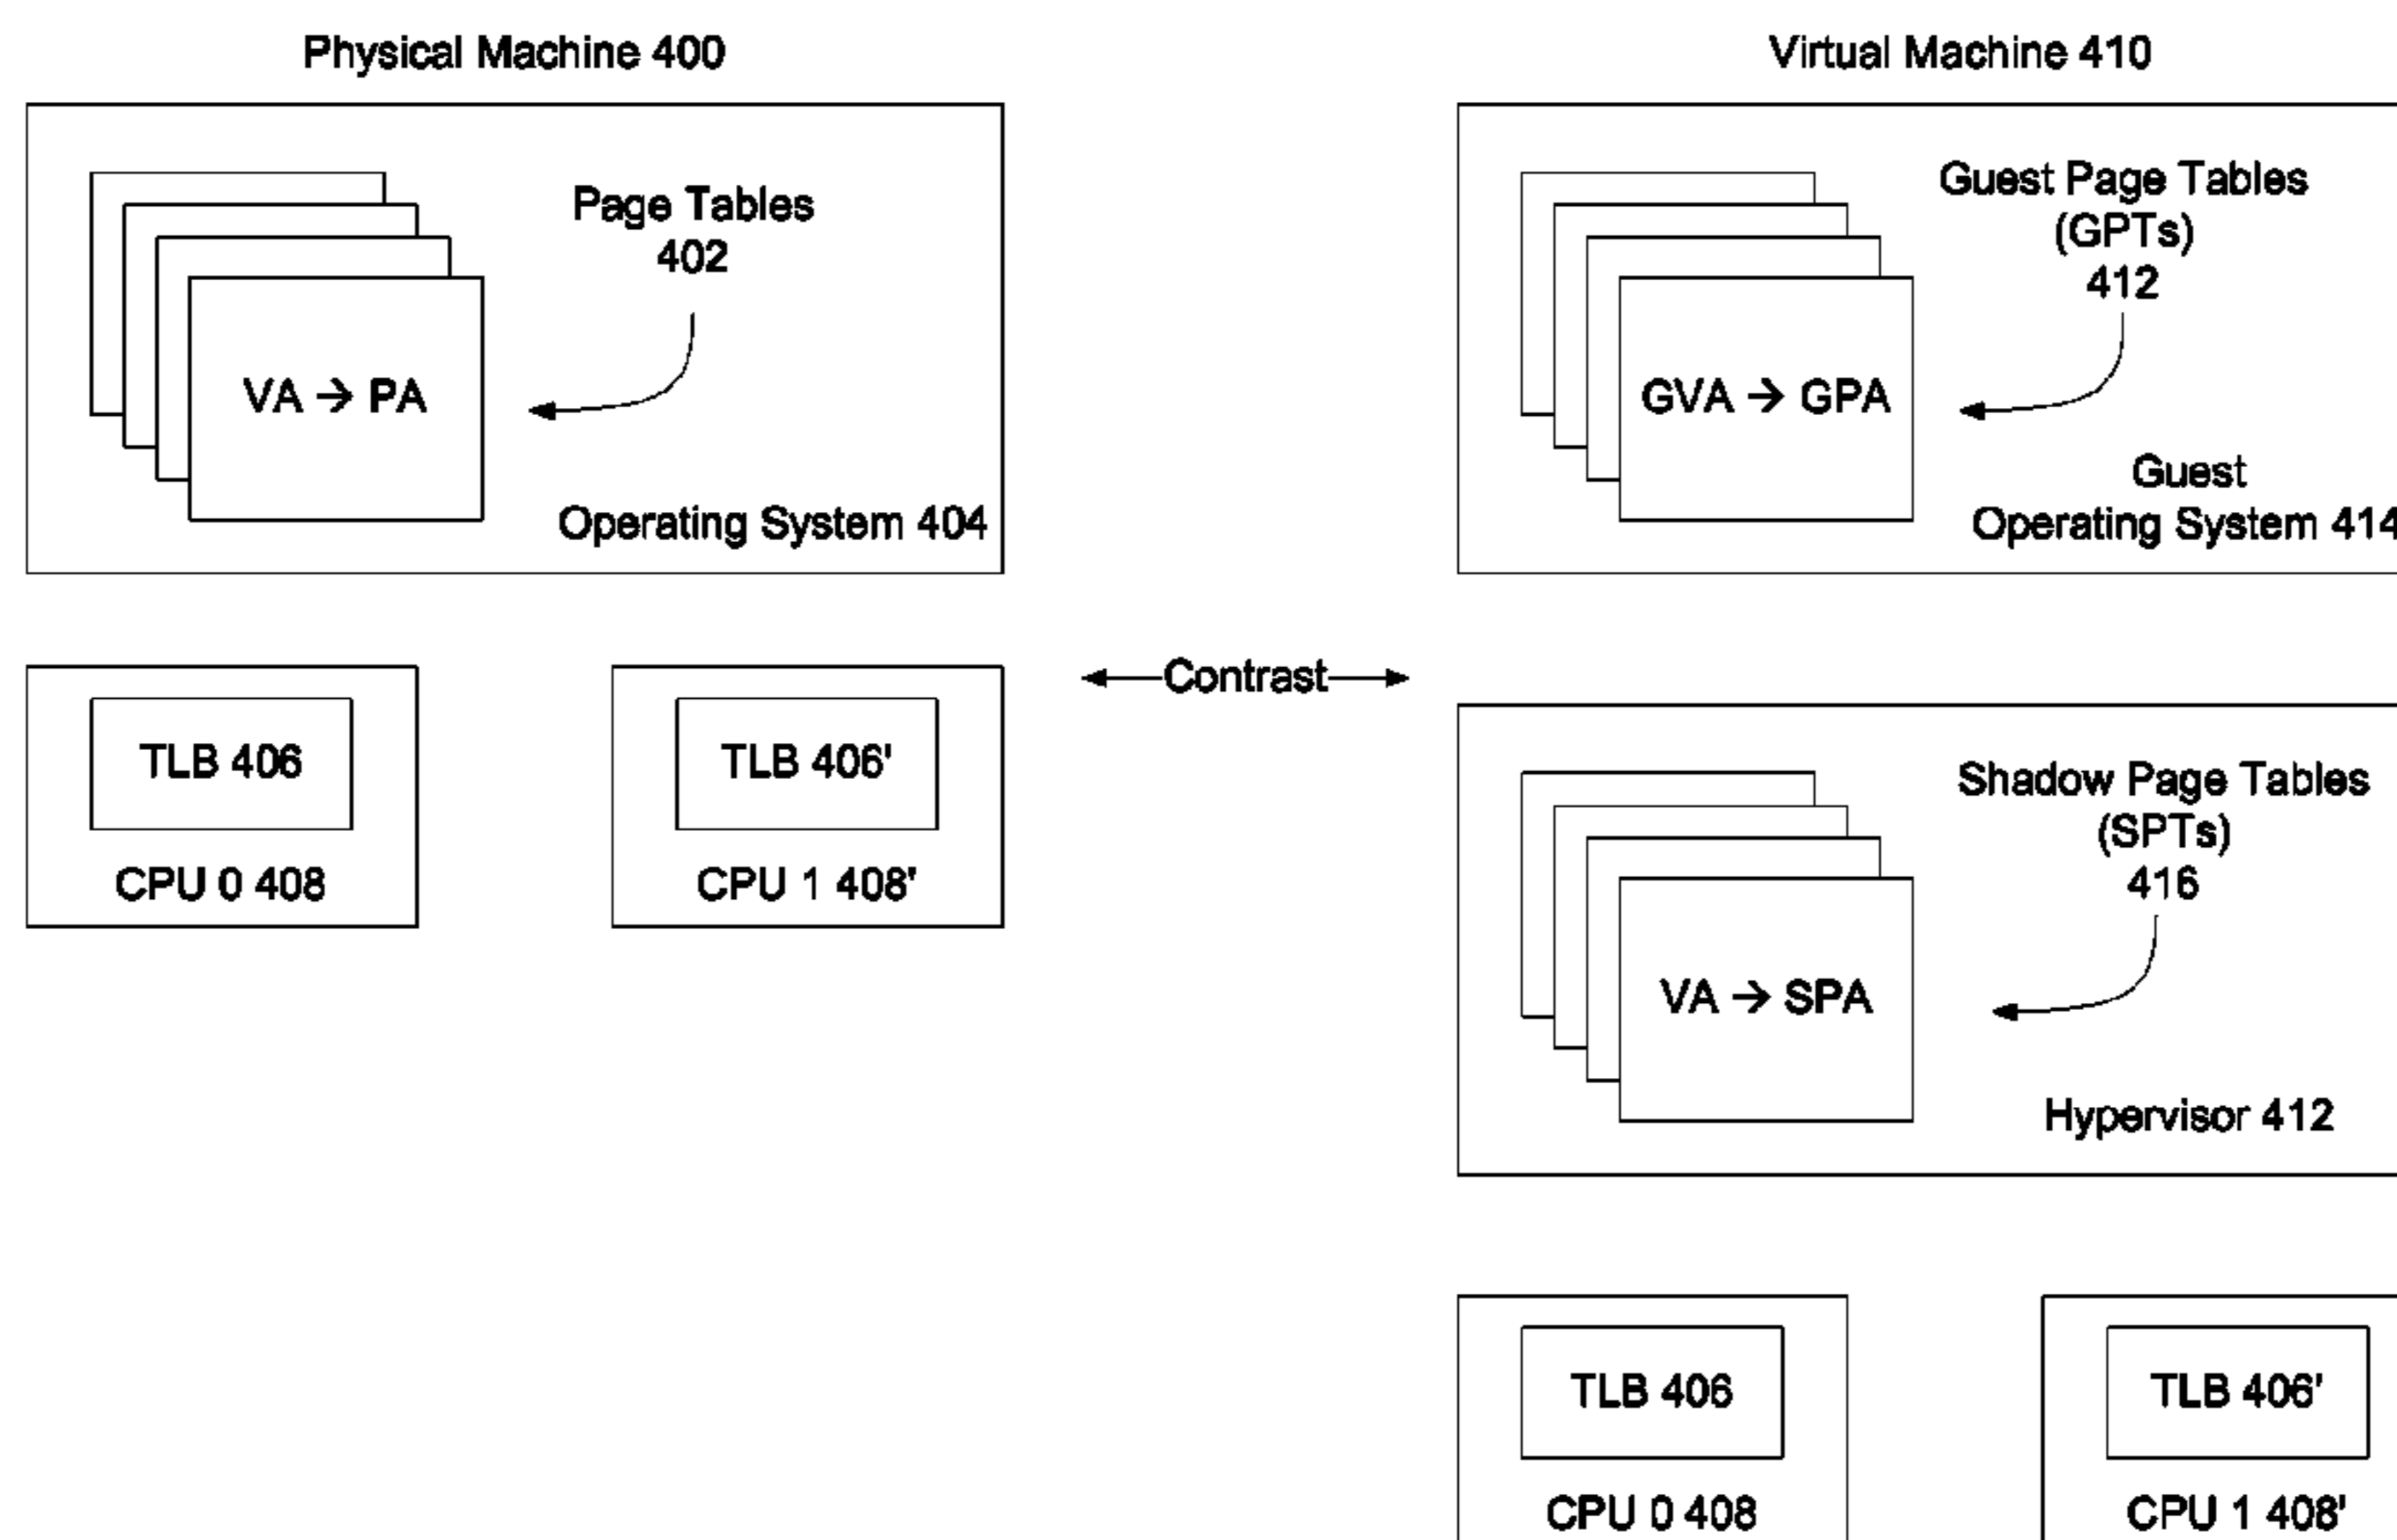 Physical Machine 400
Page Tables
402
VA → PA
Operating System 404
TLB 406
CPU 0 408
TLB 406'
CPU 1 408'
←Contrast→
Virtual Machine 410
Guest Page Tables
(GPTs)
412
GVA → GPA
Guest
Operating System 414
Shadow Page Tables
(SPTs)
416
VA → SPA
Hypervisor 412
TLB 406
CPU 0 408
TLB 406'
CPU 1 408'